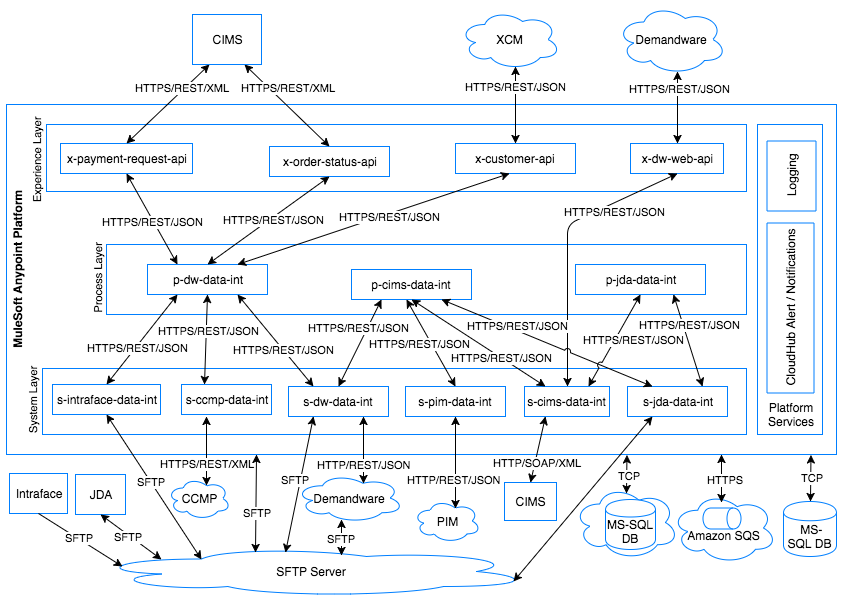 CIMS
XCM
Demandware
HTTPS/REST/XML
HTTPS/REST/XML
HTTPS/REST/JSON
HTTPS/REST/JSON
MuleSoft Anypoint Platform
Experience Layer
x-payment-request-api
x-order-status-api
x-customer-api
x-dw-web-api
Logging
HTTPS/REST/JSON
HTTPS/REST/JSON
HTTPS/REST/JSON
HTTPS/REST/JSON
Process Layer
p-dw-data-int
p-cims-data-int
p-jda-data-int
CloudHub Alert / Notifications
HTTPS/REST/JSON
HTTPS/REST/JSON
HTTPS/REST/JSON
HTTPS/REST/JSON
HTTPS/REST/JSON
HTTPS/REST/JSON
HTTPS/REST/JSON
HTTPS/REST/JSON
HTTPS/REST/JSON
System Layer
s-intraface-data-int
s-ccmp-data-int
s-dw-data-int
s-pim-data-int
s-cims-data-int
s-jda-data-int
Platform
Services
SFTP
HTTPS/REST/XML
SFTP
HTTP/REST/JSON
HTTP/REST/JSON
HTTP/SOAP/XML
TCP
HTTPS
TCP
Intraface
JDA
CCMP
SFTP
Demandware
PIM
CIMS
MS-SQL
DB
Amazon SQS
MS-
SQL DB
SFTP
SFTP
SFTP
SFTP Server